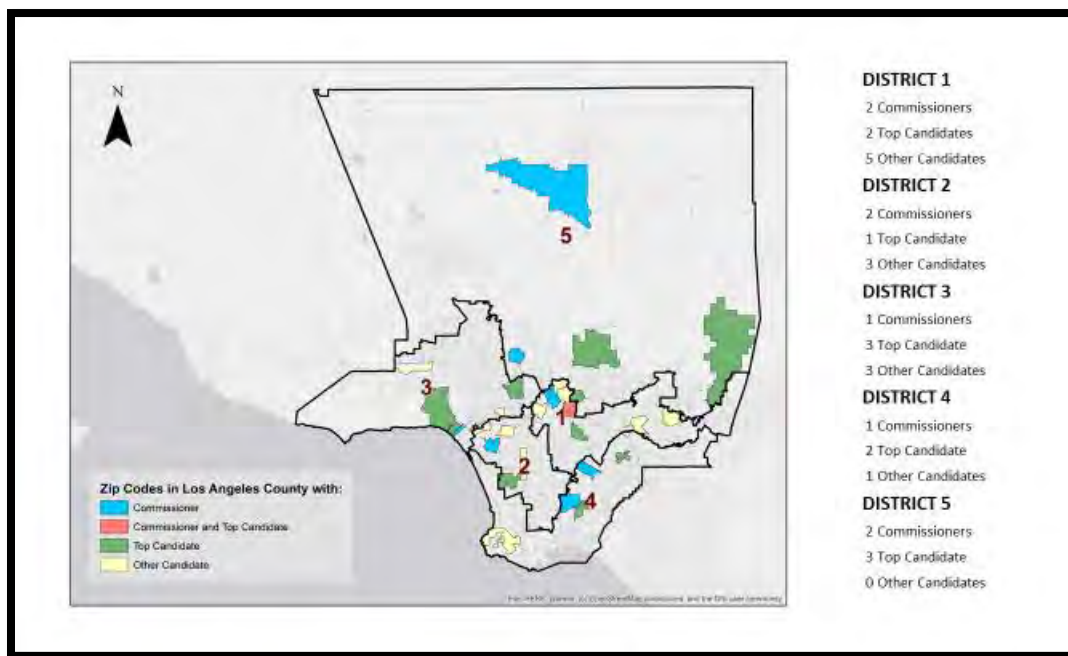 N
5
3
1
2
4
Zip Codes in Los Angeles County with:
Commissioner
Commissioner and Top Candidate
Top Candidate
Other Candidate
DISTRICT 1
2 Commissioners
2 Top Candidates
5 Other Candidates
DISTRICT 2
2 Commissioners
1 Top Candidate
3 Other Candidates
DISTRICT 3
1 Commissioners
3 Top Candidate
3 Other Candidates
DISTRICT 4
1 Commissioners
2 Top Candidate
1 Other Candidates
DISTRICT 5
2 Commissioners
3 Top Candidate
0 Other Candidates